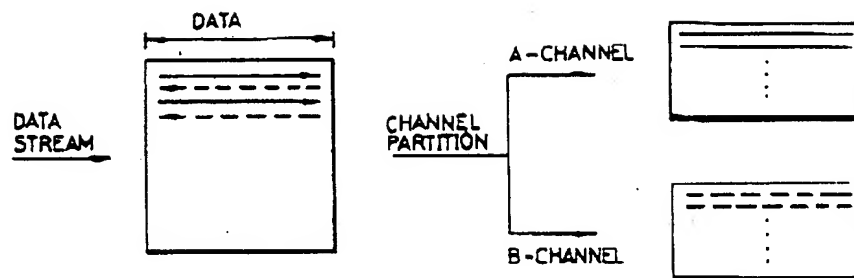 DATA
DATA
STREAM
CHANNEL
PARTITION
A-CHANNEL
B-CHANNEL